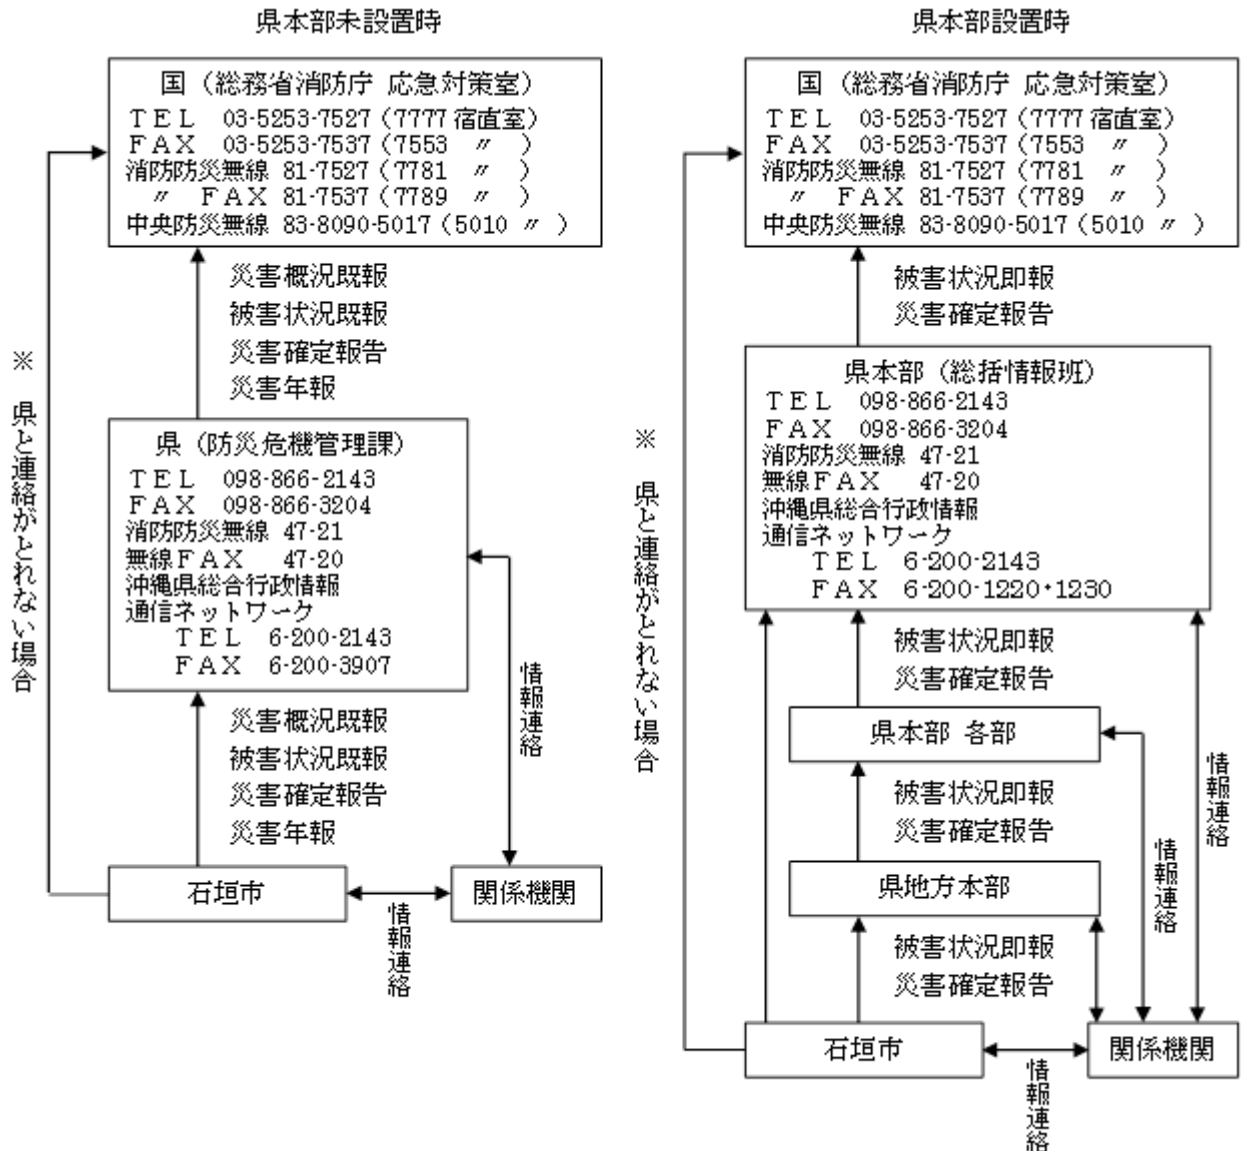 県本部未設置時
国（総務省消防庁 応急対策室）
ＴＥＬ 03-5253-7527（7777宿直室）
ＦＡＸ 03-5253-7537（7553 〃 ）
消防防災無線 81-7527（7781 〃 ）
〃 ＦＡＸ 81-7537（7789 〃 ）
中央防災無線 83-8090-5017（5010 〃 ）
災害概況既報
被害状況既報
災害確定報告
災害年報
※ 県と連絡がとれない場合
県（防災危機管理課）
ＴＥＬ 098-866-2143
ＦＡＸ 098-866-3204
消防防災無線 47-21
無線ＦＡＸ 47-20
沖縄県総合行政情報
通信ネットワーク
ＴＥＬ 6-200-2143
ＦＡＸ 6-200-3907
情報連絡
災害概況既報
被害状況既報
災害確定報告
災害年報
石垣市
関係機関
情報連絡
県本部設置時
国（総務省消防庁 応急対策室）
ＴＥＬ 03-5253-7527（7777宿直室）
ＦＡＸ 03-5253-7537（7553 〃 ）
消防防災無線 81-7527（7781 〃 ）
〃 ＦＡＸ 81-7537（7789 〃 ）
中央防災無線 83-8090-5017（5010 〃 ）
被害状況即報
災害確定報告
※ 県と連絡がとれない場合
県本部（総括情報班）
ＴＥＬ 098-866-2143
ＦＡＸ 098-866-3204
消防防災無線 47-21
無線ＦＡＸ 47-20
沖縄県総合行政情報
通信ネットワーク
ＴＥＬ 6-200-2143
ＦＡＸ 6-200-1220・1230
被害状況即報
災害確定報告
県本部 各部
情報連絡
被害状況即報
災害確定報告
情報連絡
県地方本部
被害状況即報
災害確定報告
石垣市
関係機関
情報連絡